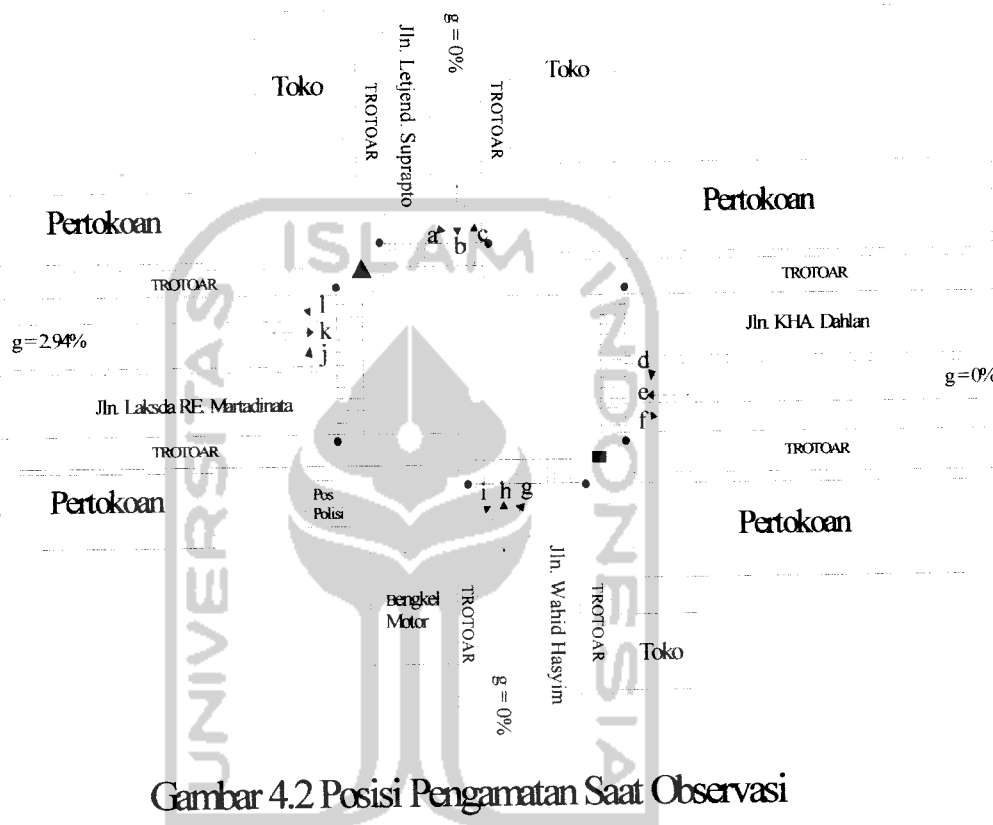 g = 0%
Jln. Letjend. Suprapto
Toko
Toko
TROTOAR
TROTOAR
Pertokoan
Pertokoan
ISLAM
a b c
TROTOAR
TROTOAR
l
k
j
g = 2.94%
Jln. KHA. Dahlan
d
e
f
g = 0%
Jln. Laksda RE. Martadinata
TROTOAR
TROTOAR
Pertokoan
Pos
Polisi
i h g
Pertokoan
Jln. Wahid Hasyim
Bengkel
Motor
TROTOAR
TROTOAR
Toko
g = 0%
UNIVERSITAS
INDONESIA
Gambar 4.2 Posisi Pengamatan Saat Observasi